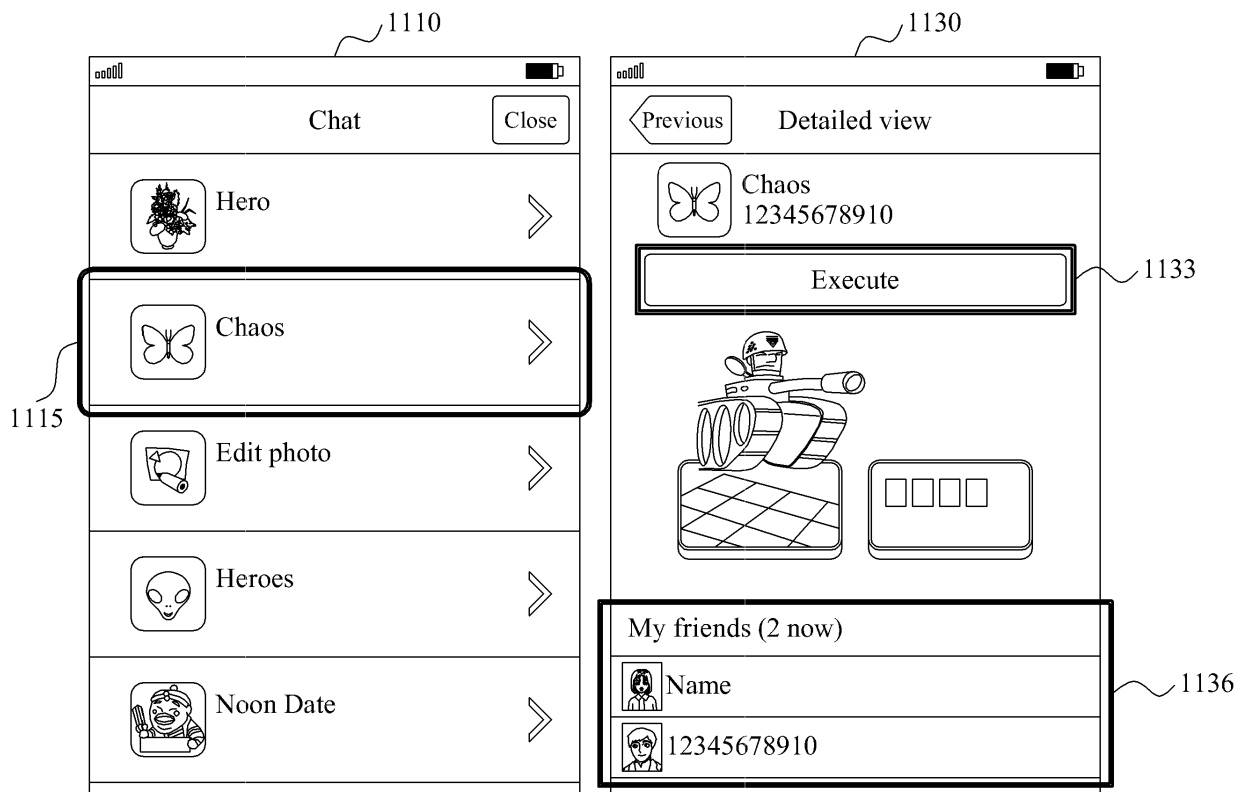 1110
1130
Chat
Close
Hero
Chaos
Edit photo
Heroes
Noon Date
1115
Previous
Detailed view
Chaos
12345678910
Execute
1133
My friends (2 now)
Name
12345678910
1136